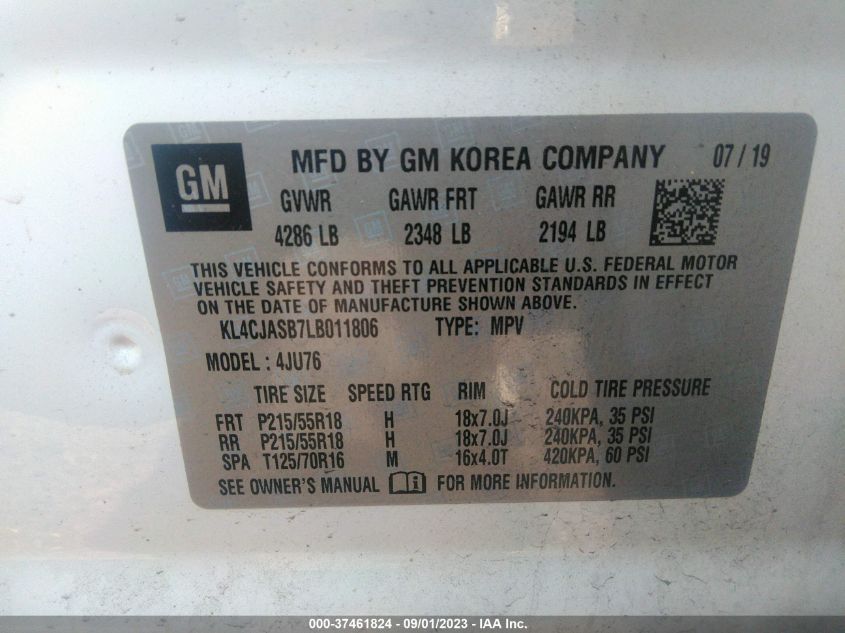 GM MFD BY GM KOREA COMPANY 07/19
GVWR GAWR FRT GAWR RR
4286 LB 2348 LB 2194 LB
THIS VEHICLE CONFORMS TO ALL APPLICABLE U.S. FEDERAL MOTOR
VEHICLE SAFETY AND THEFT PREVENTION STANDARDS IN EFFECT
ON THE DATE OF MANUFACTURE SHOWN ABOVE.
KL4CJASB7LB011806 TYPE: MPV
MODEL: 4JU76
TIRE SIZE SPEED RTG RIM COLD TIRE PRESSURE
FRT P215/55R18 H 18x7.0J 240KPA, 35 PSI
RR P215/55R18 H 18x7.0J 240KPA, 35 PSI
SPA T125/70R16 M 16x4.0T 420KPA, 60 PSI
SEE OWNER'S MANUAL FOR MORE INFORMATION.
000-37461824 - 09/01/2023 - IAA Inc.